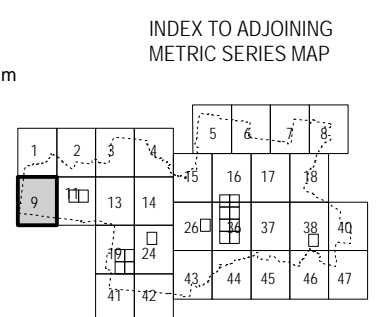 INDEX TO ADJOINING
METRIC SERIES MAP
m
5 6 7 8
1 2 3 4
15 16 17 18
9 11 13 14
26 36 37 38 40
19 24
43 44 45 46 47
41 42